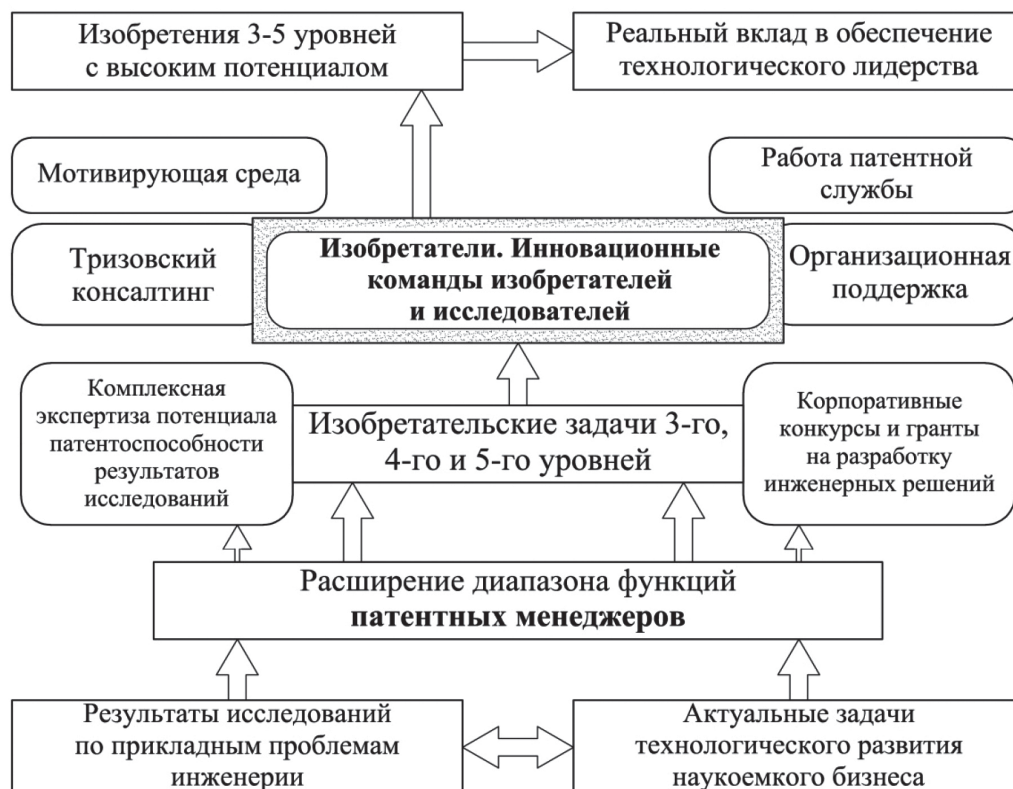 Изобретения 3-5 уровней
с высоким потенциалом
Реальный вклад в обеспечение
технологического лидерства
Мотивирующая среда
Работа патентной
службы
Тризовский
консалтинг
Изобретатели. Инновационные
команды изобретателей
и исследователей
Организационная
поддержка
Комплексная
экспертиза потенциала
патентоспособности
результатов
исследований
Изобретательские задачи 3-го,
4-го и 5-го уровней
Корпоративные
конкурсы и гранты
на разработку
инженерных решений
Расширение диапазона функций
патентных менеджеров
Результаты исследований
по прикладным проблемам
инженерии
Актуальные задачи
технологического развития
наукоемкого бизнеса